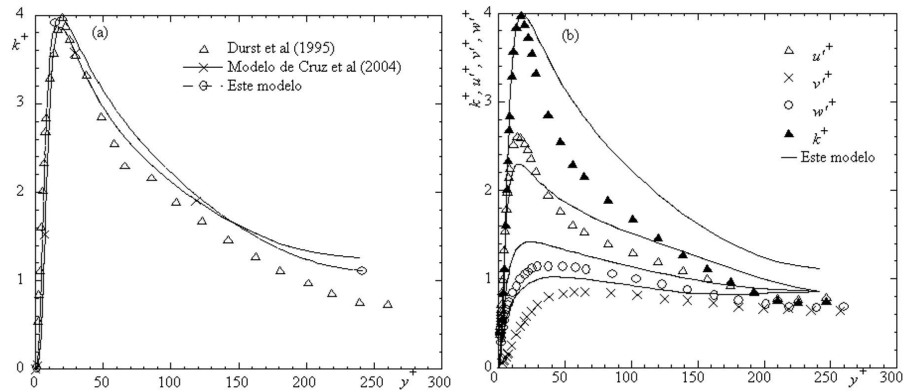 (a)
k+
4
3
2
1
0
Durst et al (1995)
Modelo de Cruz et al (2004)
Este modelo
0 50 100 150 200 250 300
y+
(b)
k+, u'+, v'+, w'+
4
3
2
1
0
u'+
v'+
w'+
k+
Este modelo
50 100 150 200 250 300
y+